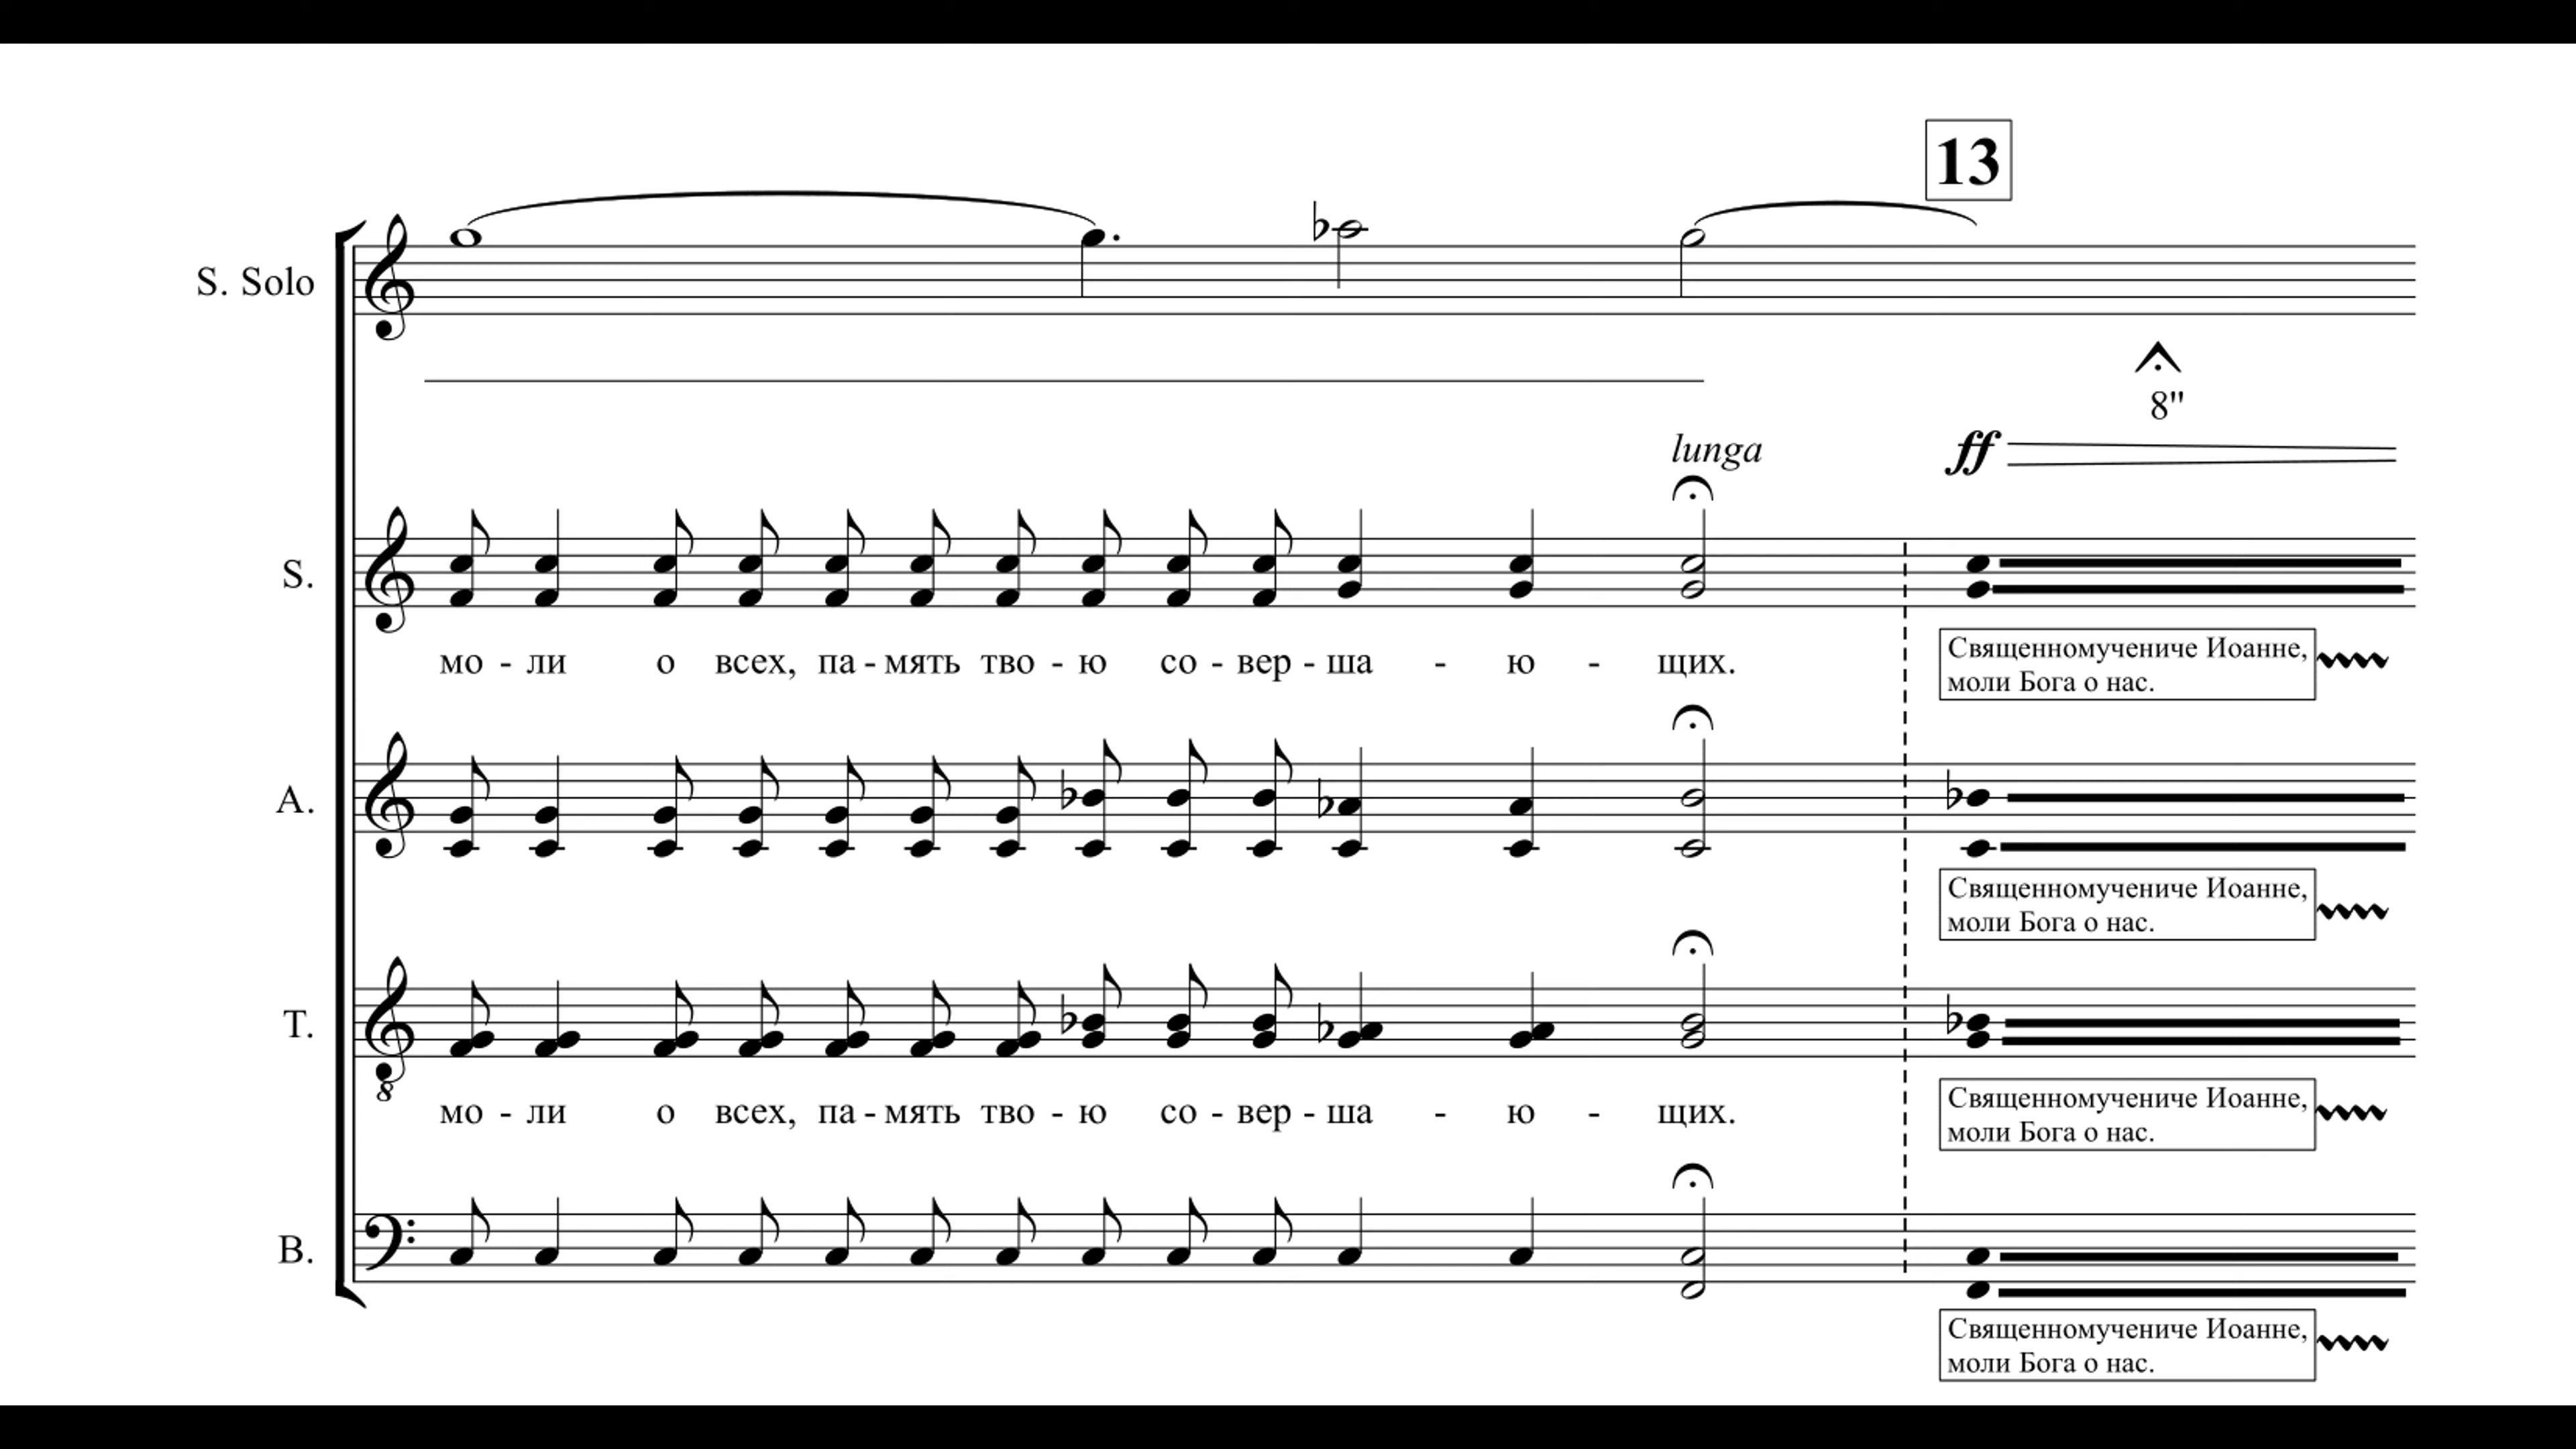 13
S. Solo
8"
lunga
ff
S.
мо - ли о всех, па - мять тво - ю со - вер - ша - ю - щих.
Священномучениче Иоанне,
моли Бога о нас.
A.
Священномучениче Иоанне,
моли Бога о нас.
T.
8
мо - ли о всех, па - мять тво - ю со - вер - ша - ю - щих.
Священномучениче Иоанне,
моли Бога о нас.
B.
Священномучениче Иоанне,
моли Бога о нас.